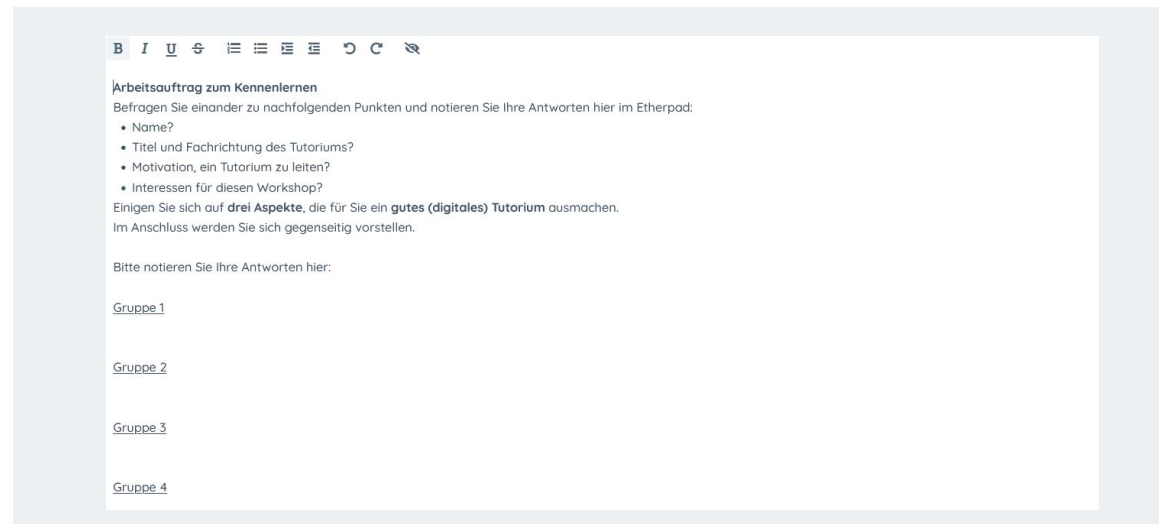 B I U S
Arbeitsauftrag zum Kennenlernen
Befragen Sie einander zu nachfolgenden Punkten und notieren Sie Ihre Antworten hier im Etherpad:
• Name?
• Titel und Fachrichtung des Tutoriums?
• Motivation, ein Tutorium zu leiten?
• Interessen für diesen Workshop?
Einigen Sie sich auf drei Aspekte, die für Sie ein gutes (digitales) Tutorium ausmachen.
Im Anschluss werden Sie sich gegenseitig vorstellen.
Bitte notieren Sie Ihre Antworten hier:
Gruppe 1
Gruppe 2
Gruppe 3
Gruppe 4